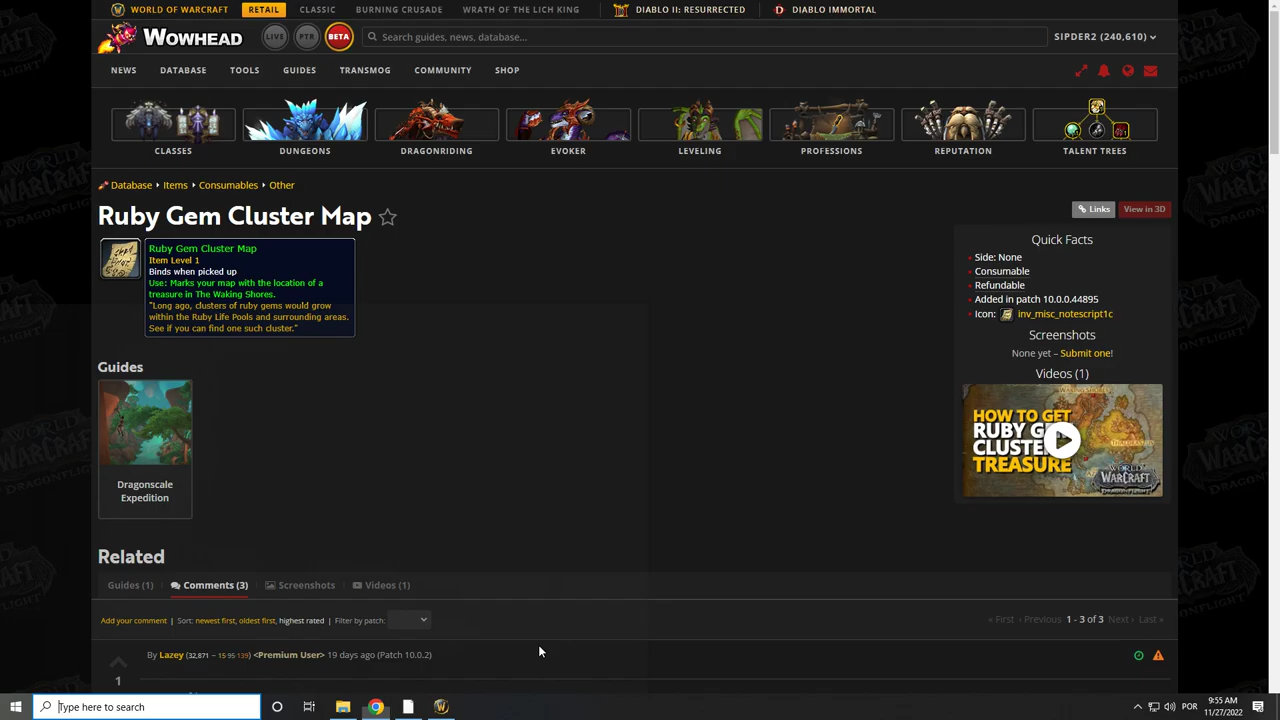 WORLD OF WARCRAFT RETAIL CLASSIC BURNING CRUSADE WRATH OF THE LICH KING DIABLO II: RESURRECTED DIABLO IMMORTAL
WOWHEAD LIVE PTR BETA Search guides, news, database... SIPDER2 (240,610)
NEWS DATABASE TOOLS GUIDES TRANSMOG COMMUNITY SHOP
CLASSES DUNGEONS DRAGONRIDING EVOKER LEVELING PROFESSIONS REPUTATION TALENT TREES
Database Items Consumables Other
Ruby Gem Cluster Map
Links View in 3D
Ruby Gem Cluster Map
Item Level 1
Binds when picked up
Use: Marks your map with the location of a
treasure in The Waking Shores.
"Long ago, clusters of ruby gems would grow
within the Ruby Life Pools and surrounding areas.
See if you can find one such cluster."
Quick Facts
Side: None
Consumable
Refundable
Added in patch 10.0.0.44895
Icon: inv_misc_notescript1c
Screenshots
None yet – Submit one!
Videos (1)
HOW TO GET
RUBY GEM
CLUSTER
TREASURE
WORLD
WARCRAFT
Guides
Dragonscale
Expedition
Related
Guides (1) Comments (3) Screenshots Videos (1)
Add your comment | Sort: newest first, oldest first, highest rated | Filter by patch:
« First ‹ Previous 1 - 3 of 3 Next › Last »
By Lazey (32,871 – 15·95·139) <Premium User> 19 days ago (Patch 10.0.2)
1
Type here to search
POR
9:55 AM
11/27/2022